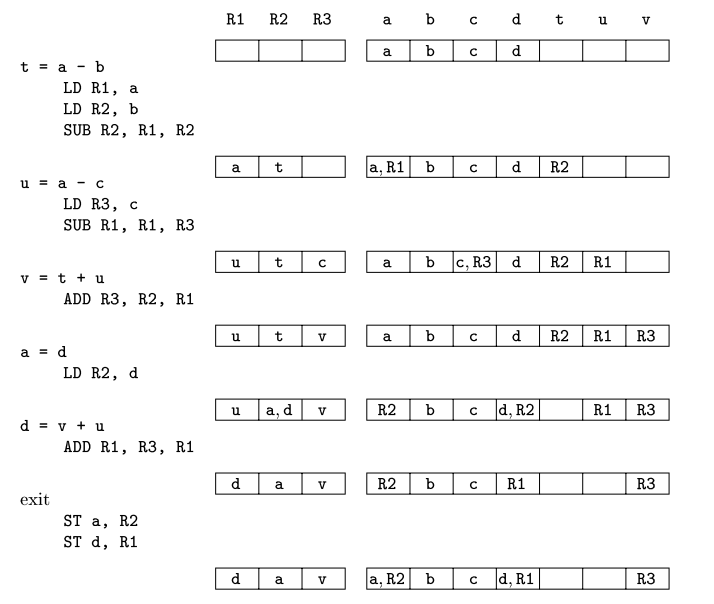 R1 R2 R3 a b c d t u v
a b c d
t = a - b
LD R1, a
LD R2, b
SUB R2, R1, R2
a t a,R1 b c d R2
u = a - c
LD R3, c
SUB R1, R1, R3
u t c a b c,R3 d R2 R1
v = t + u
ADD R3, R2, R1
u t v a b c d R2 R1 R3
a = d
LD R2, d
u a,d v R2 b c d,R2 R1 R3
d = v + u
ADD R1, R3, R1
d a v R2 b c R1 R3
exit
ST a, R2
ST d, R1
d a v a,R2 b c d,R1 R3